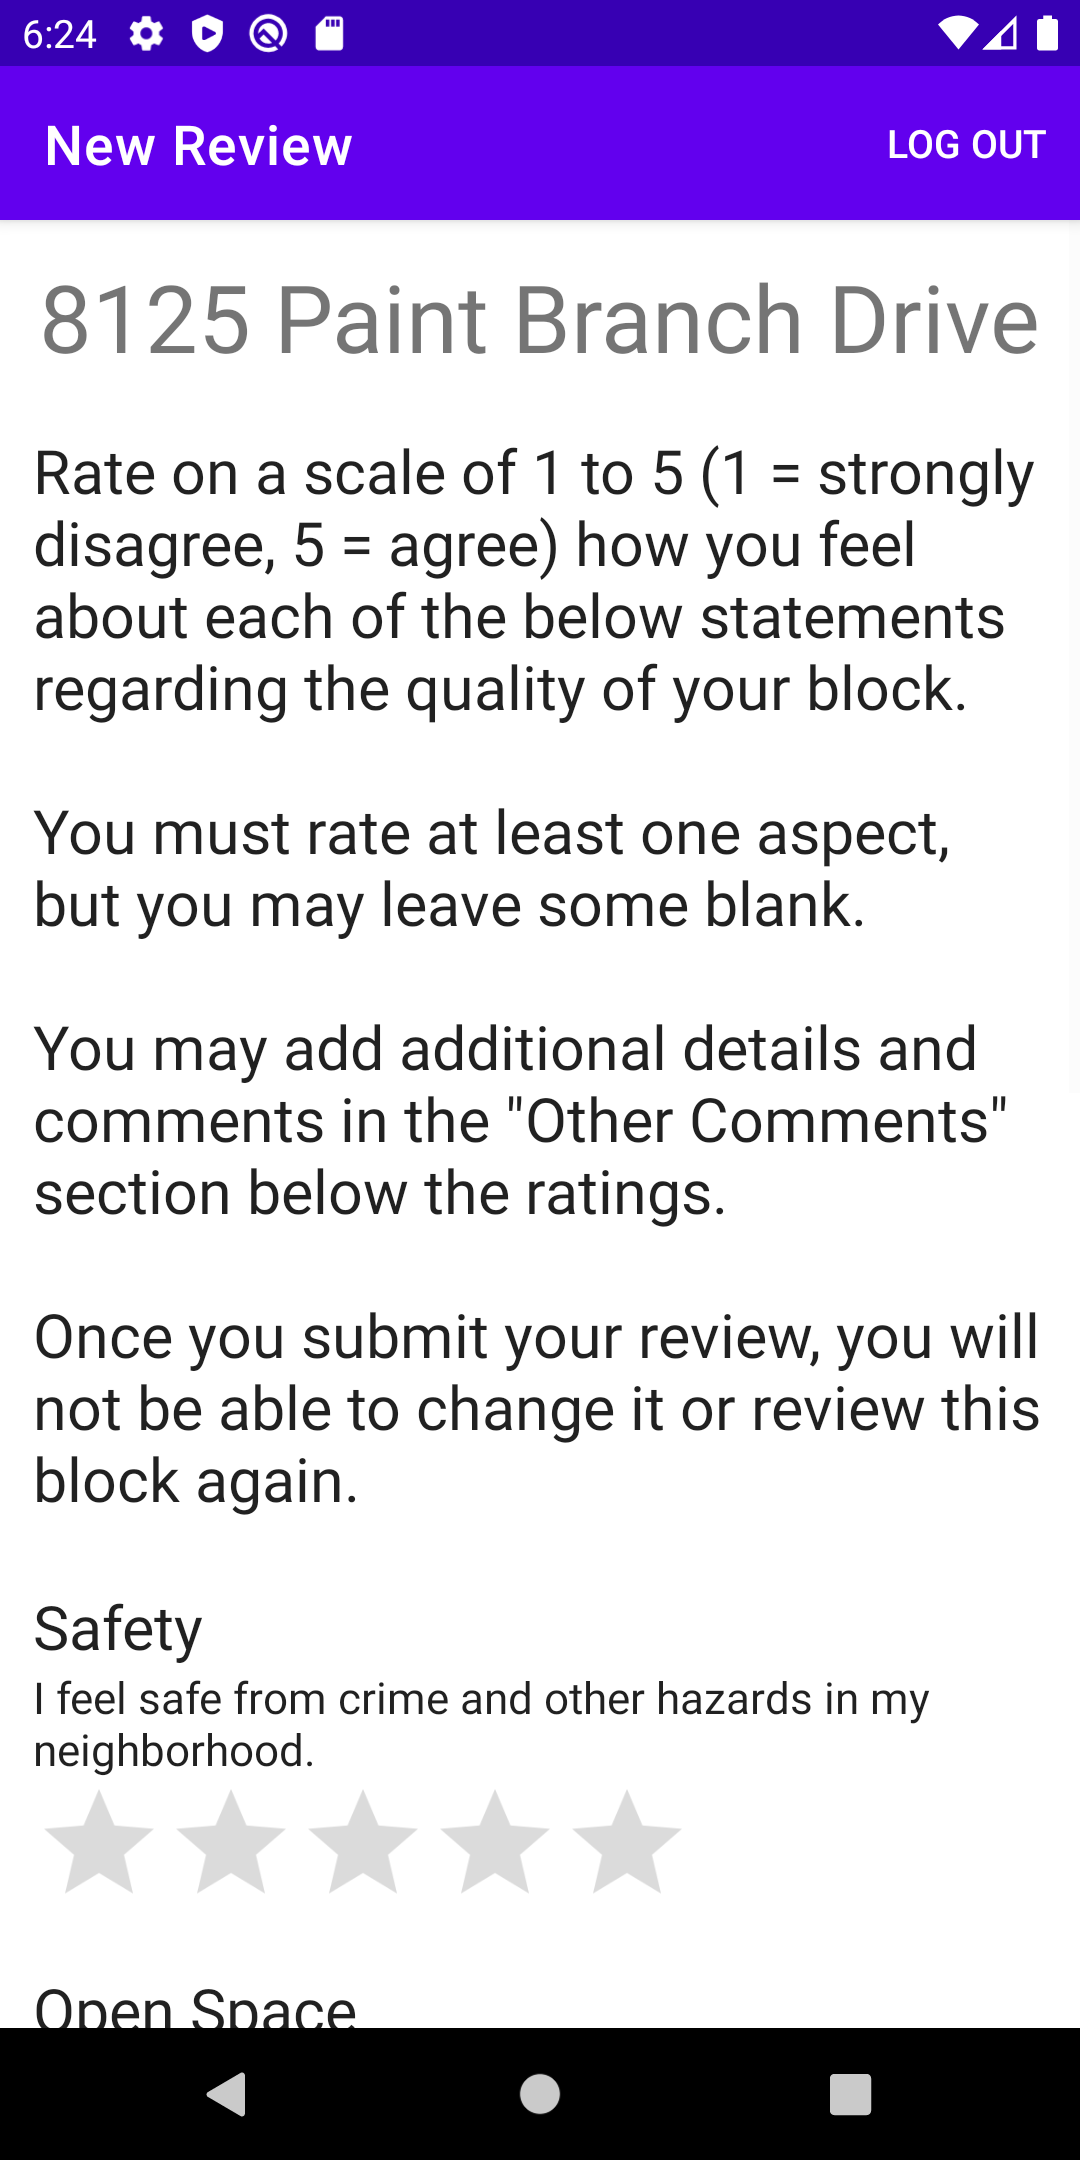 6:24
New Review
LOG OUT
8125 Paint Branch Drive
Rate on a scale of 1 to 5 (1 = strongly
disagree, 5 = agree) how you feel
about each of the below statements
regarding the quality of your block.
You must rate at least one aspect,
but you may leave some blank.
You may add additional details and
comments in the "Other Comments"
section below the ratings.
Once you submit your review, you will
not be able to change it or review this
block again.
Safety
I feel safe from crime and other hazards in my
neighborhood.
Open Space